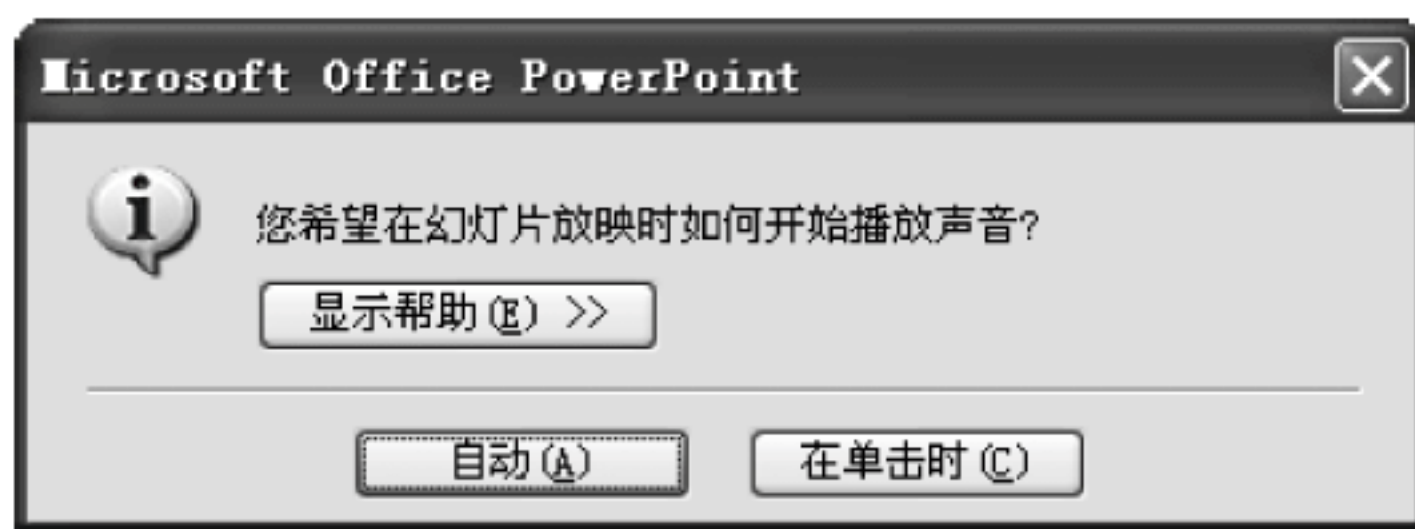 Microsoft Office PowerPoint
您希望在幻灯片放映时如何开始播放声音?
显示帮助(E) >>
自动(A)
在单击时(C)